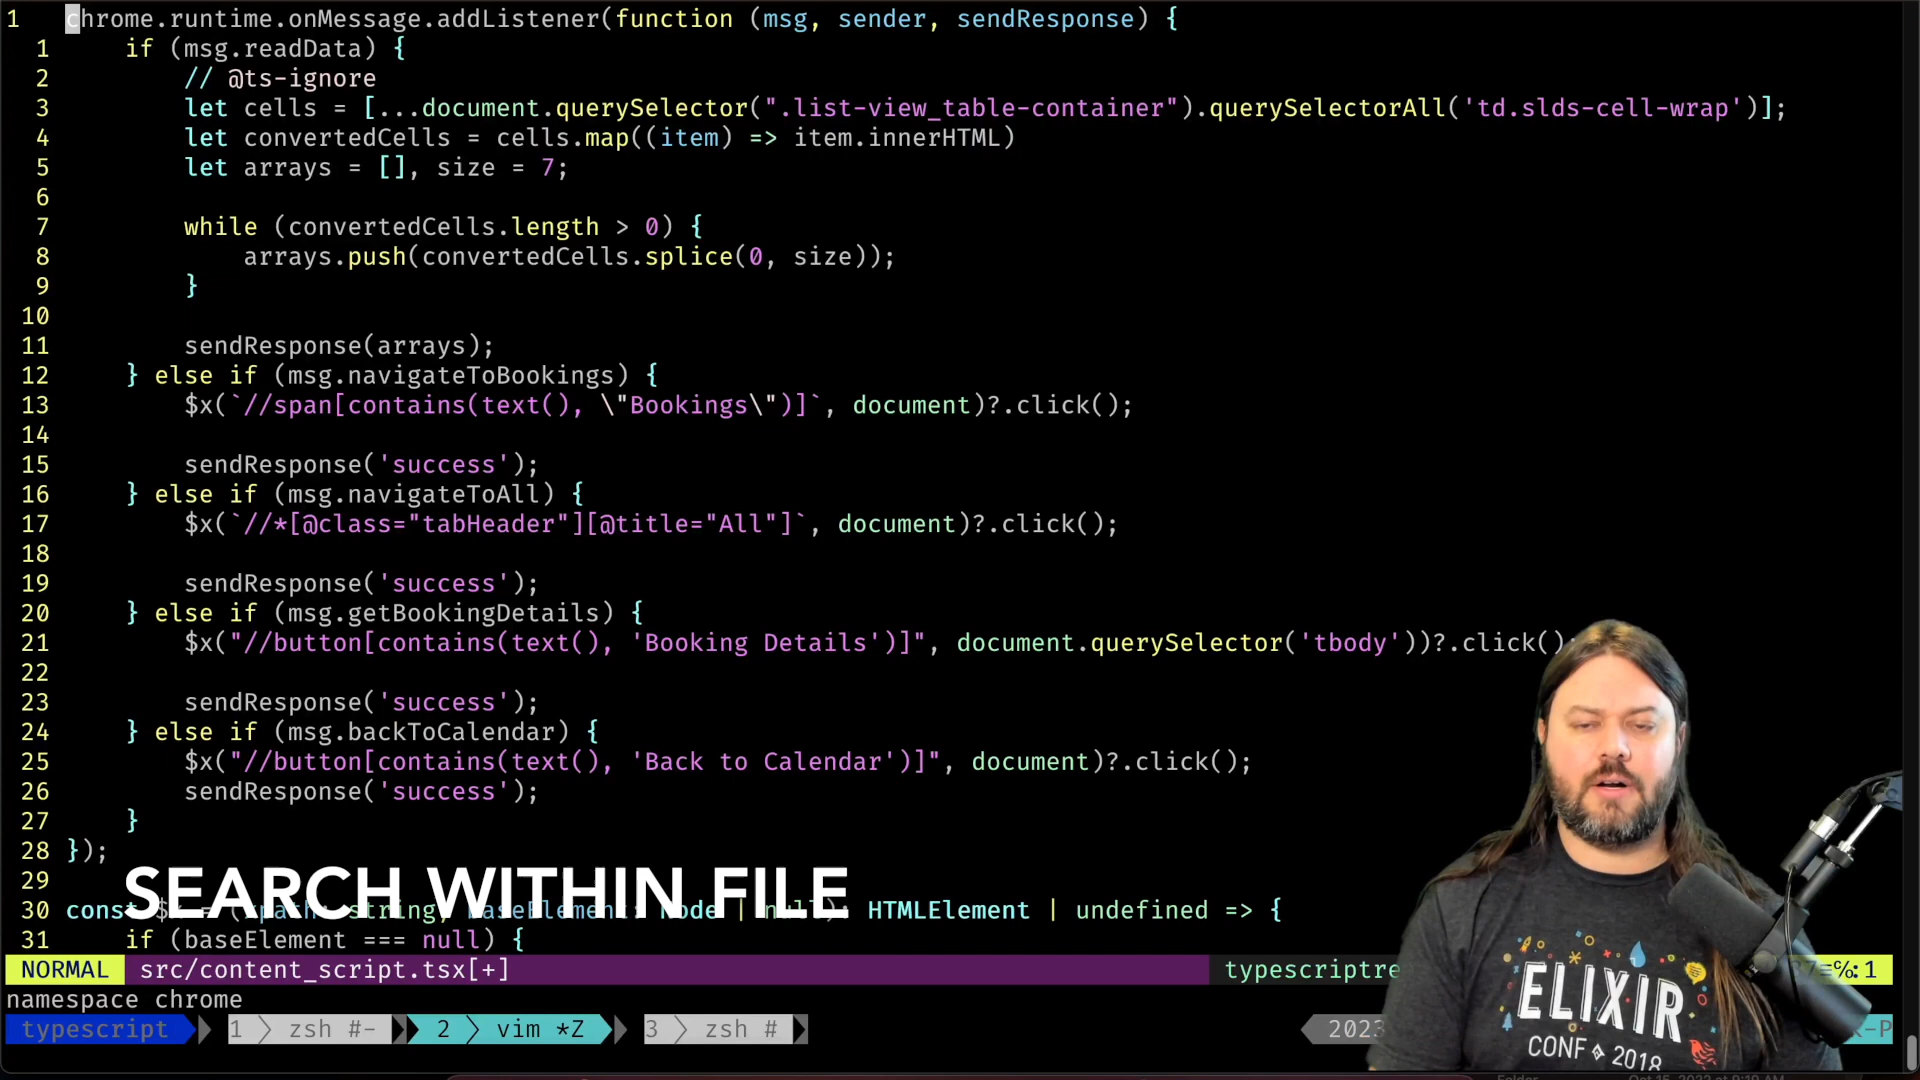 1 chrome.runtime.onMessage.addListener(function (msg, sender, sendResponse) {
1 if (msg.readData) {
2 // @ts-ignore
3 let cells = [...document.querySelector(".list-view_table-container").querySelectorAll('td.slds-cell-wrap')];
4 let convertedCells = cells.map((item) => item.innerHTML)
5 let arrays = [], size = 7;
6
7 while (convertedCells.length > 0) {
8 arrays.push(convertedCells.splice(0, size));
9 }
10
11 sendResponse(arrays);
12 } else if (msg.navigateToBookings) {
13 $x(`//span[contains(text(), \"Bookings\")]`, document)?.click();
14
15 sendResponse('success');
16 } else if (msg.navigateToAll) {
17 $x(`//*[@class="tabHeader"][@title="All"]`, document)?.click();
18
19 sendResponse('success');
20 } else if (msg.getBookingDetails) {
21 $x("//button[contains(text(), 'Booking Details')]", document.querySelector('tbody'))?.click();
22
23 sendResponse('success');
24 } else if (msg.backToCalendar) {
25 $x("//button[contains(text(), 'Back to Calendar')]", document)?.click();
26 sendResponse('success');
27 }
28 });
29
SEARCH WITHIN FILE
30 const string, Node | null): HTMLElement | undefined => {
31 if (baseElement === null) {
NORMAL src/content_script.tsx[+] typescriptre :1
namespace chrome
typescript 1 zsh #- 2 vim *Z 3 zsh # 2023 -P
ELIXIR
CONF 2018